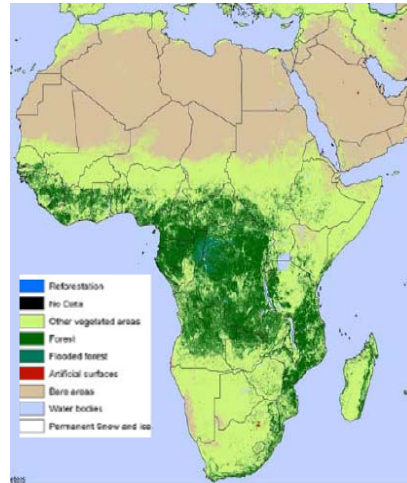 Reforestation
No Data
Other vegetated areas
Forest
Flooded forest
Artificial surfaces
Bare areas
Water bodies
Permanent Snow and ice